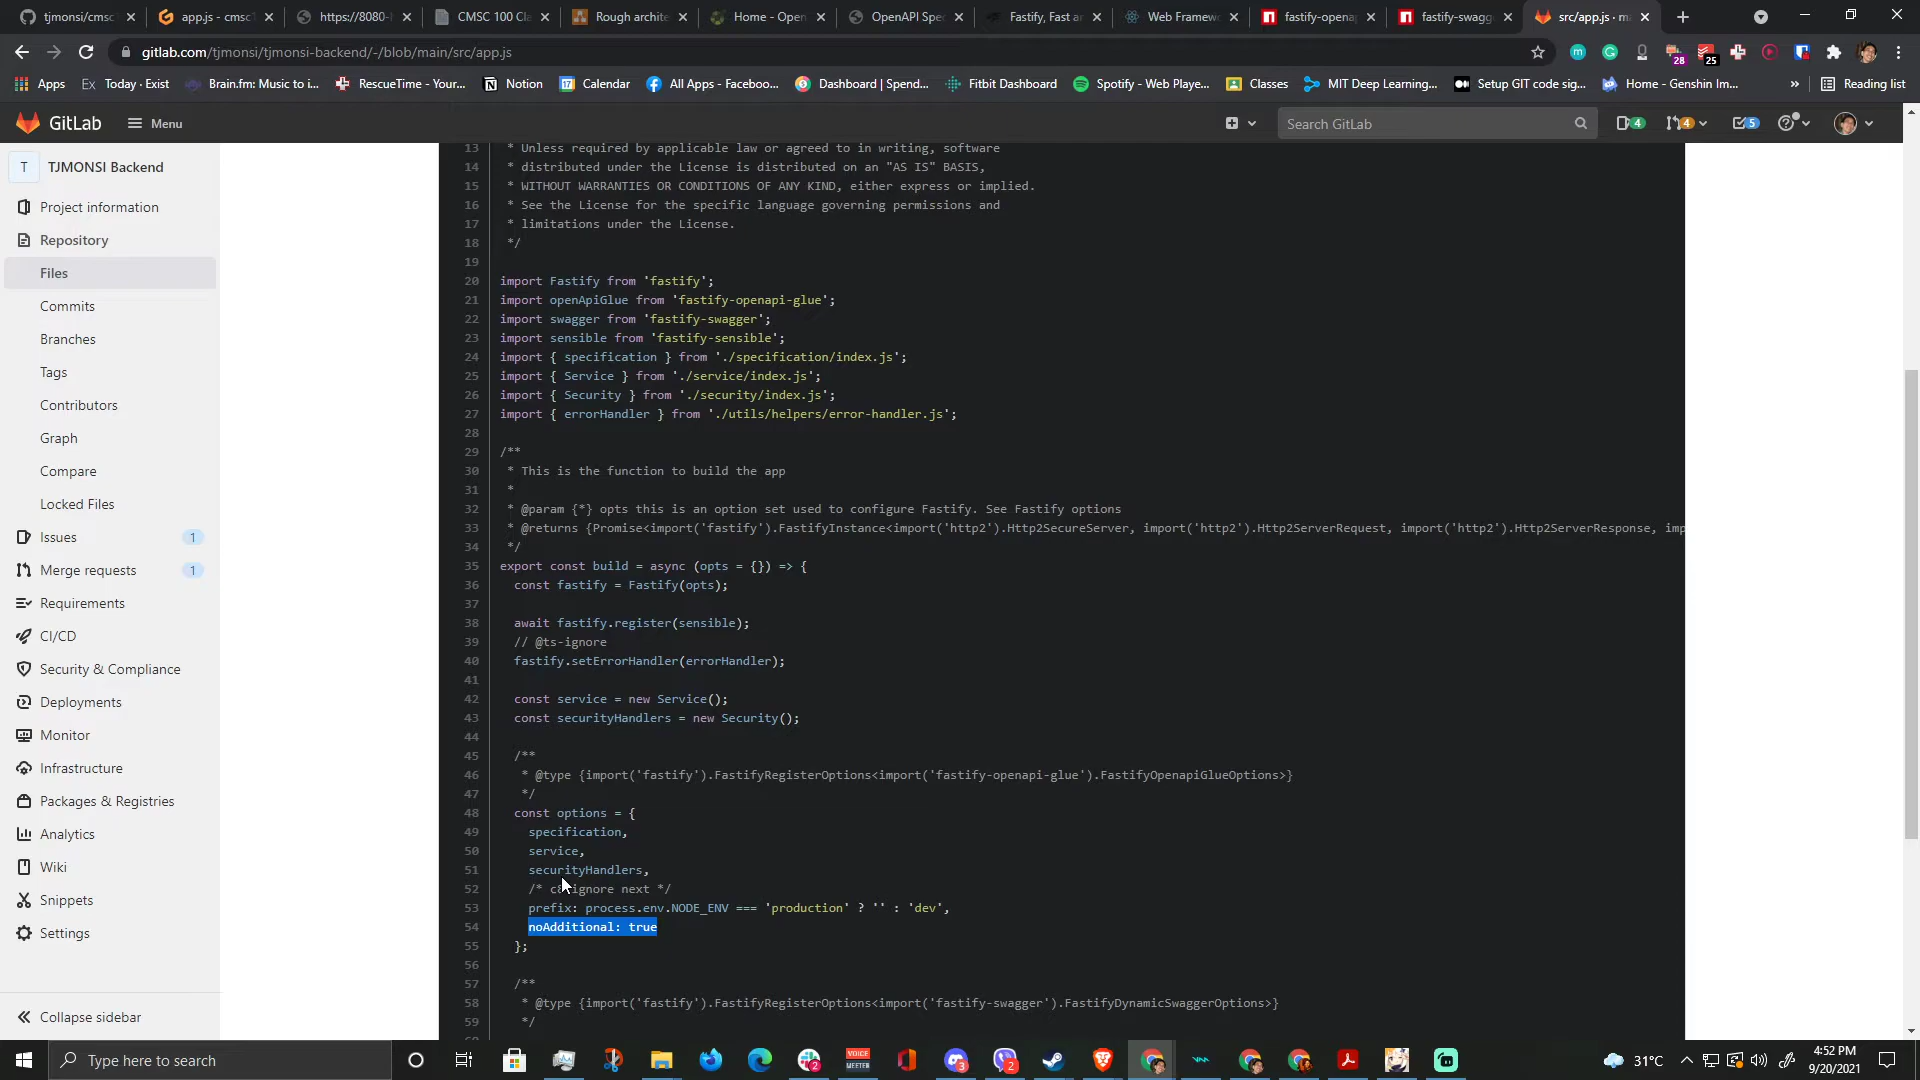 tjmonsi/cmsc1
app.js - cmsc1
https://8080-l
CMSC 100 Cla
Rough archite
Home - Open
OpenAPI Spec
Fastify, Fast ar
Web Framew
fastify-openap
fastify-swagg
src/app.js · ma
gitlab.com/tjmonsi/tjmonsi-backend/-/blob/main/src/app.js
28
25
Apps
Ex Today · Exist
Brain.fm: Music to i...
RescueTime - Your...
Notion
Calendar
All Apps - Faceboo...
Dashboard | Spend...
Fitbit Dashboard
Spotify - Web Playe...
Classes
MIT Deep Learning...
Setup GIT code sig...
Home - Genshin Im...
»
Reading list
GitLab
Menu
Search GitLab
4
4
5
T TJMONSI Backend
Project information
Repository
Files
Commits
Branches
Tags
Contributors
Graph
Compare
Locked Files
Issues 1
Merge requests 1
Requirements
CI/CD
Security & Compliance
Deployments
Monitor
Infrastructure
Packages & Registries
Analytics
Wiki
Snippets
Settings
Collapse sidebar
13 * Unless required by applicable law or agreed to in writing, software
14 * distributed under the License is distributed on an "AS IS" BASIS,
15 * WITHOUT WARRANTIES OR CONDITIONS OF ANY KIND, either express or implied.
16 * See the License for the specific language governing permissions and
17 * limitations under the License.
18 */
19
20 import Fastify from 'fastify';
21 import openApiGlue from 'fastify-openapi-glue';
22 import swagger from 'fastify-swagger';
23 import sensible from 'fastify-sensible';
24 import { specification } from './specification/index.js';
25 import { Service } from './service/index.js';
26 import { Security } from './security/index.js';
27 import { errorHandler } from './utils/helpers/error-handler.js';
28
29 /**
30 * This is the function to build the app
31 *
32 * @param {*} opts this is an option set used to configure Fastify. See Fastify options
33 * @returns {Promise<import('fastify').FastifyInstance<import('http2').Http2SecureServer, import('http2').Http2ServerRequest, import('http2').Http2ServerResponse, imp
34 */
35 export const build = async (opts = {}) => {
36 const fastify = Fastify(opts);
37
38 await fastify.register(sensible);
39 // @ts-ignore
40 fastify.setErrorHandler(errorHandler);
41
42 const service = new Service();
43 const securityHandlers = new Security();
44
45 /**
46 * @type {import('fastify').FastifyRegisterOptions<import('fastify-openapi-glue').FastifyOpenapiGlueOptions>}
47 */
48 const options = {
49 specification,
50 service,
51 securityHandlers,
52 /* c8 ignore next */
53 prefix: process.env.NODE_ENV === 'production' ? '' : 'dev',
54 noAdditional: true
55 };
56
57 /**
58 * @type {import('fastify').FastifyRegisterOptions<import('fastify-swagger').FastifyDynamicSwaggerOptions>}
59 */
Type here to search
2
VOICE
MEETER
3
2
31°C
4:52 PM
9/20/2021